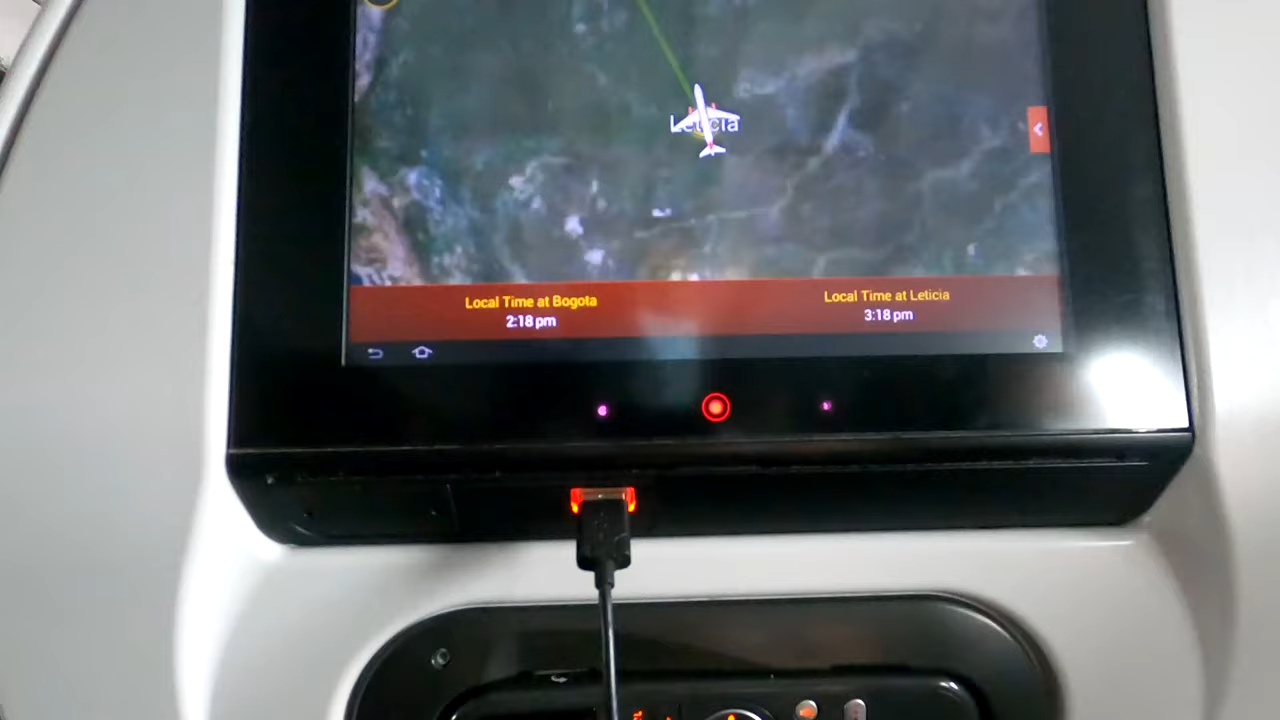 Leticia
Local Time at Bogota
2:18 pm
Local Time at Leticia
3:18 pm